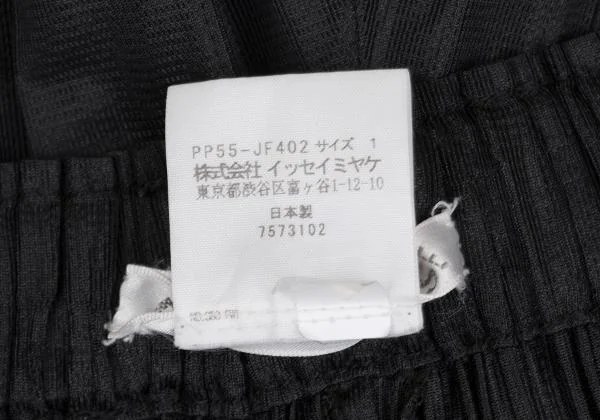 PP55-JF402 サイズ 1
株式会社 イッセイミヤケ
東京都渋谷区富ヶ谷1-12-10
日本製
7573102